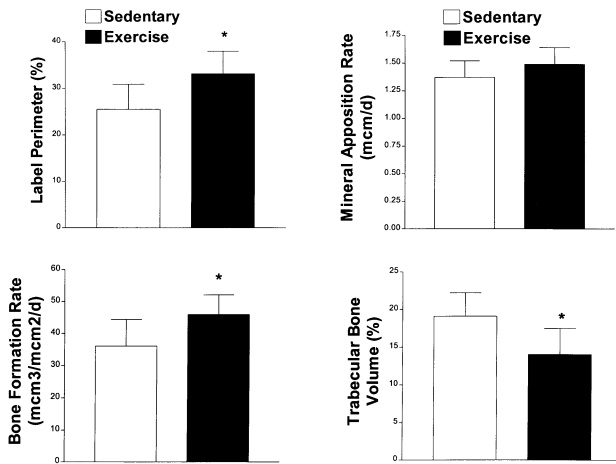 Sedentary
Exercise
Label Perimeter (%)
40
30
20
10
0
*
Sedentary
Exercise
Mineral Apposition Rate
(mcm/d)
1.75
1.50
1.25
1.00
0.75
0.50
0.25
0.00
Bone Formation Rate
(mcm3/mcm2/d)
60
50
40
30
20
10
0
*
Trabecular Bone
Volume (%)
25
20
15
10
5
0
*